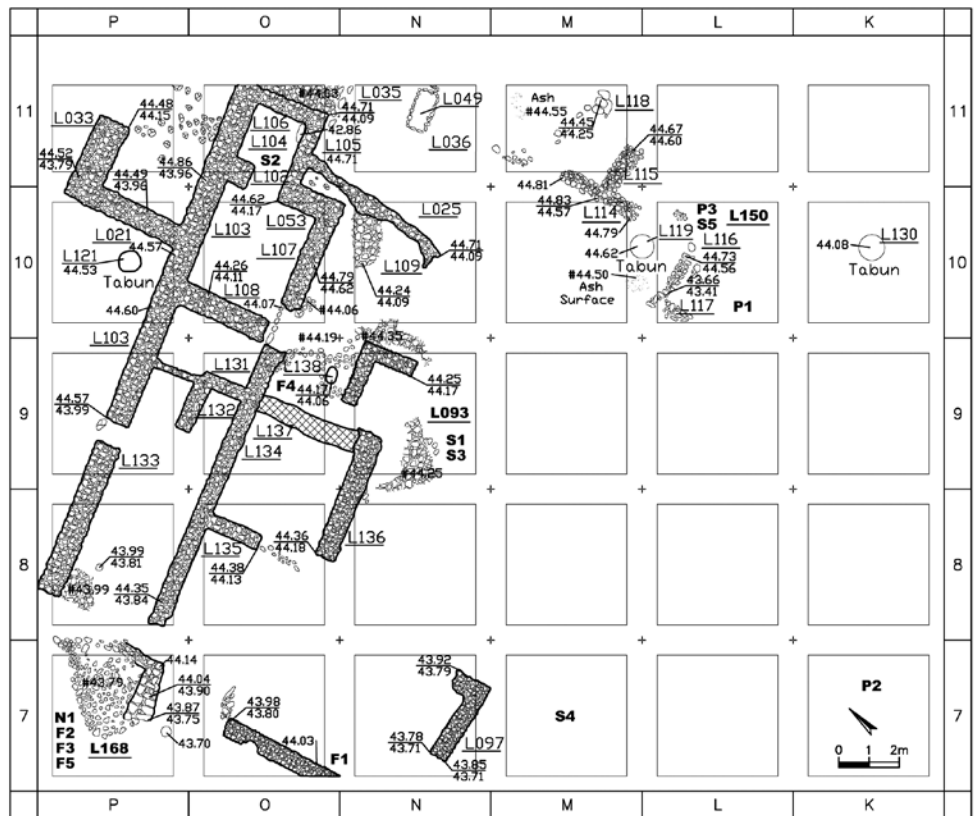 P O N M L K
11 11
L033
44.48
44.15
#44.63
L035
44.71
44.09
42.86
L049
Ash
#44.55
L118
44.45
44.25
L106
L104
S2
L105
44.71
L036
44.67
44.60
44.52
43.79
44.86
43.96
L102
L115
44.49
43.96
44.62
44.17
44.81
44.83
44.57
L053
L025
L114
44.79
P3
S5
L150
L021
44.57
L103
L119
L116
44.08
L130
10 10
L121
44.53
Tabun
L107
44.71
44.09
44.62
Tabun
44.73
44.56
Tabun
44.26
44.11
L109
#44.50
Ash
Surface
43.66
43.41
L108
44.79
44.62
44.24
44.09
L117
P1
44.60
44.07
#44.06
L103
#44.19
#44.35
L131
L138
F4
44.17
44.06
44.25
44.17
9 9
44.57
43.99
L132
L093
L137
S1
L134
S3
L133
#44.25
8 8
44.36
44.18
L136
L135
43.99
43.81
44.38
44.13
#43.99
44.35
43.84
44.14
#43.79
44.04
43.90
43.92
43.79
P2
7 7
43.87
43.75
43.98
43.80
S4
N1
F2
F3
F5
L168
43.70
44.03
F1
43.78
43.71
L097
43.85
43.71
0 1 2m
P O N M L K